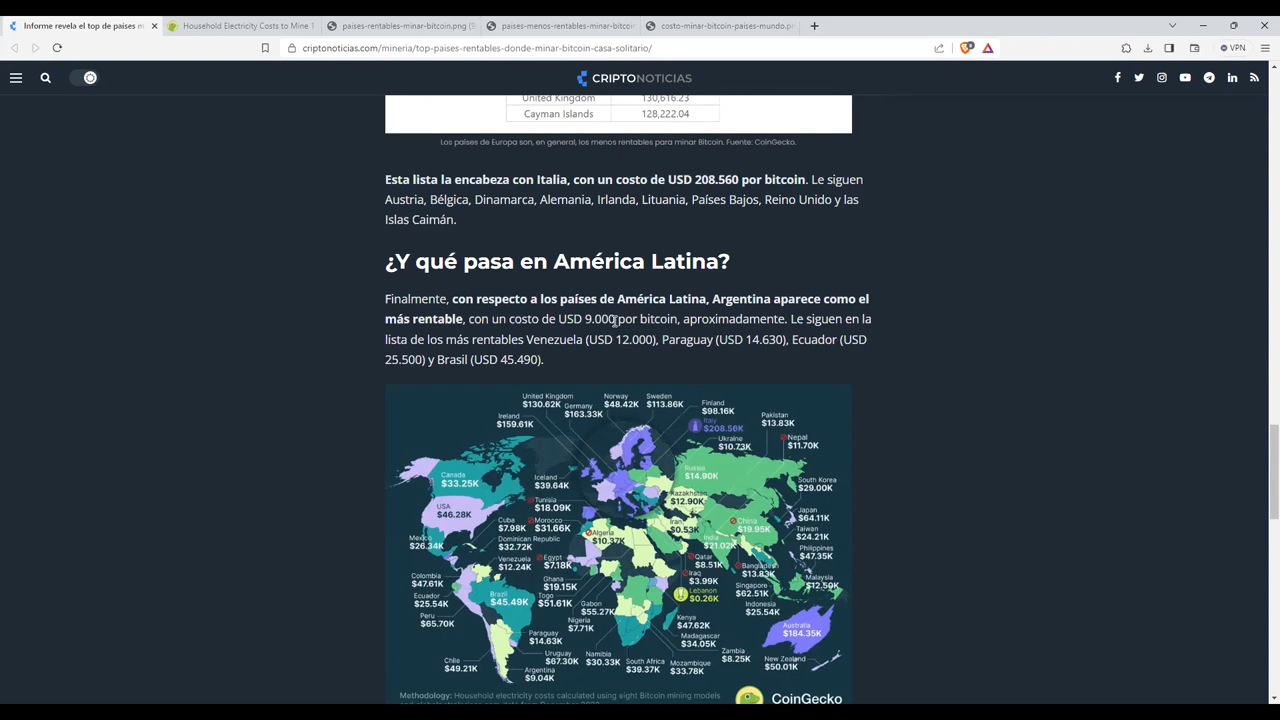 Informe revela el top de países m
Household Electricity Costs to Mine 1
paises-rentables-minar-bitcoin.png (9
paises-menos-rentables-minar-bitcoin
costo-minar-bitcoin-paises-mundo.pn
criptonoticias.com/mineria/top-paises-rentables-donde-minar-bitcoin-casa-solitario/
VPN
CRIPTONOTICIAS
United Kingdom 130,616.23
Cayman Islands 128,222.04
Los países de Europa son, en general, los menos rentables para minar Bitcoin. Fuente: CoinGecko.
Esta lista la encabeza con Italia, con un costo de USD 208.560 por bitcoin. Le siguen
Austria, Bélgica, Dinamarca, Alemania, Irlanda, Lituania, Países Bajos, Reino Unido y las
Islas Caimán.
¿Y qué pasa en América Latina?
Finalmente, con respecto a los países de América Latina, Argentina aparece como el
más rentable, con un costo de USD 9.000 por bitcoin, aproximadamente. Le siguen en la
lista de los más rentables Venezuela (USD 12.000), Paraguay (USD 14.630), Ecuador (USD
25.500) y Brasil (USD 45.490).
United Kingdom
$130.62K
Norway
$48.42K
Sweden
$113.86K
Germany
$163.33K
Finland
$98.16K
Ireland
$159.61K
Italy
$208.56K
Pakistan
$13.83K
Ukraine
$10.73K
Nepal
$11.70K
Canada
$33.25K
Iceland
$39.64K
Russia
$14.90K
South Korea
$29.00K
USA
$46.28K
Tunisia
$18.09K
Kazakhstan
$12.90K
Japan
$64.11K
Cuba
$7.98K
Morocco
$31.66K
Iran
$0.53K
China
$19.95K
Taiwan
$24.21K
Mexico
$26.34K
Dominican Republic
$32.72K
Algeria
$10.37K
India
$21.02K
Philippines
$47.35K
Venezuela
$12.24K
Egypt
$7.18K
Qatar
$8.51K
Bangladesh
$13.83K
Colombia
$47.61K
Ghana
$19.15K
Iraq
$3.99K
Malaysia
$12.50K
Ecuador
$25.54K
Brazil
$45.49K
Togo
$51.61K
Lebanon
$0.26K
Singapore
$62.51K
Peru
$65.70K
Gabon
$55.27K
Indonesia
$25.54K
Nigeria
$7.71K
Kenya
$47.62K
Australia
$184.35K
Paraguay
$14.63K
Madagascar
$34.05K
Uruguay
$67.30K
Namibia
$30.33K
South Africa
$39.37K
Mozambique
$33.78K
Zambia
$8.25K
New Zealand
$50.01K
Chile
$49.21K
Argentina
$9.04K
Methodology: Household electricity costs calculated using eight Bitcoin mining models
CoinGecko